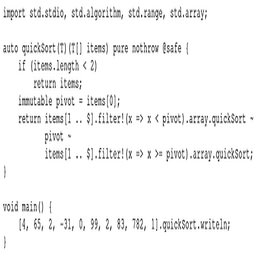 import std.stdio, std.algorithm, std.range, std.array;
auto quickSort(T)(T[] items) pure nothrow @safe {
if (items.length < 2)
return items;
immutable pivot = items[0];
return items[1 .. $].filter!(x => x < pivot).array.quickSort ~
pivot ~
items[1 .. $].filter!(x => x >= pivot).array.quickSort;
}
void main() {
[4, 65, 2, -31, 0, 99, 2, 83, 782, 1].quickSort.writeln;
}